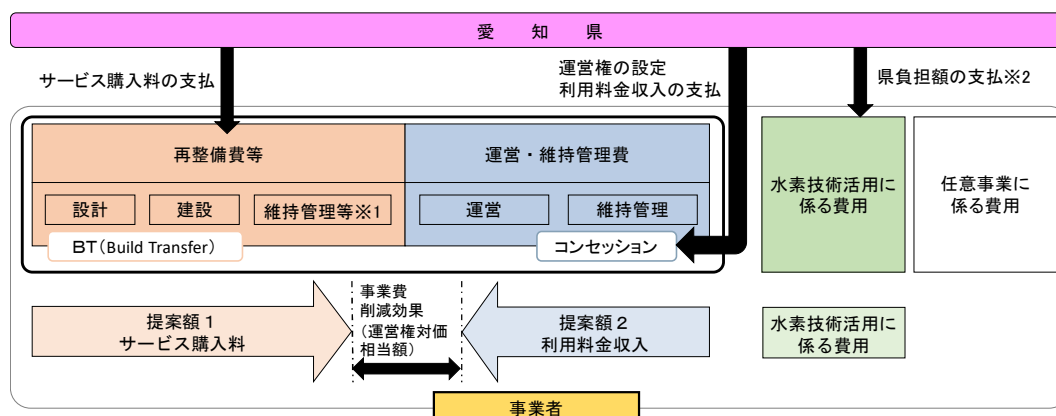 愛　知　県
サービス購入料の支払
運営権の設定
利用料金収入の支払
県負担額の支払※2
再整備費等
運営・維持管理費
設計
建設
維持管理等※1
運営
維持管理
BT(Build Transfer)
コンセッション
水素技術活用に
係る費用
任意事業に
係る費用
提案額1
サービス購入料
事業費
削減効果
(運営権対価
相当額)
提案額2
利用料金収入
水素技術活用に
係る費用
事業者